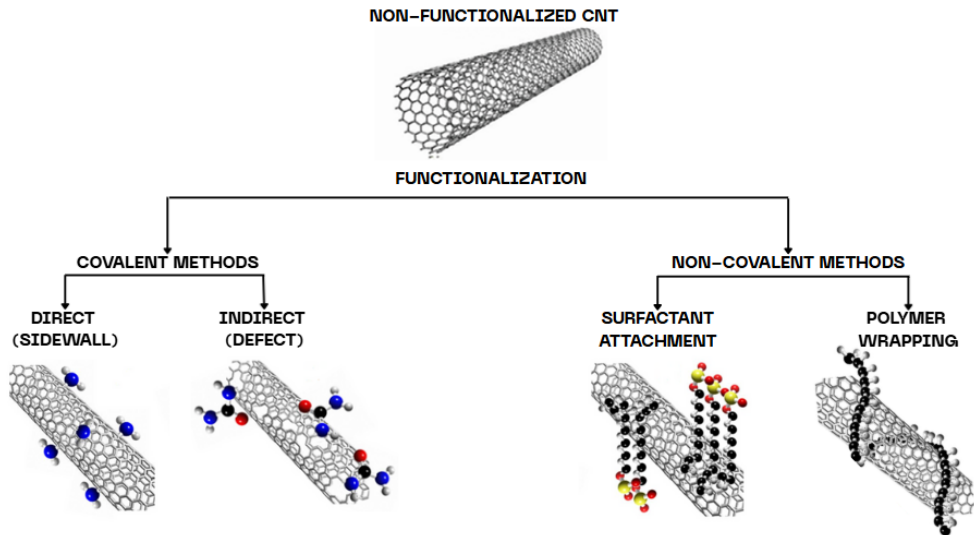 NON-FUNCTIONALIZED CNT
FUNCTIONALIZATION
COVALENT METHODS
NON-COVALENT METHODS
DIRECT
(SIDEWALL)
INDIRECT
(DEFECT)
SURFACTANT
ATTACHMENT
POLYMER
WRAPPING